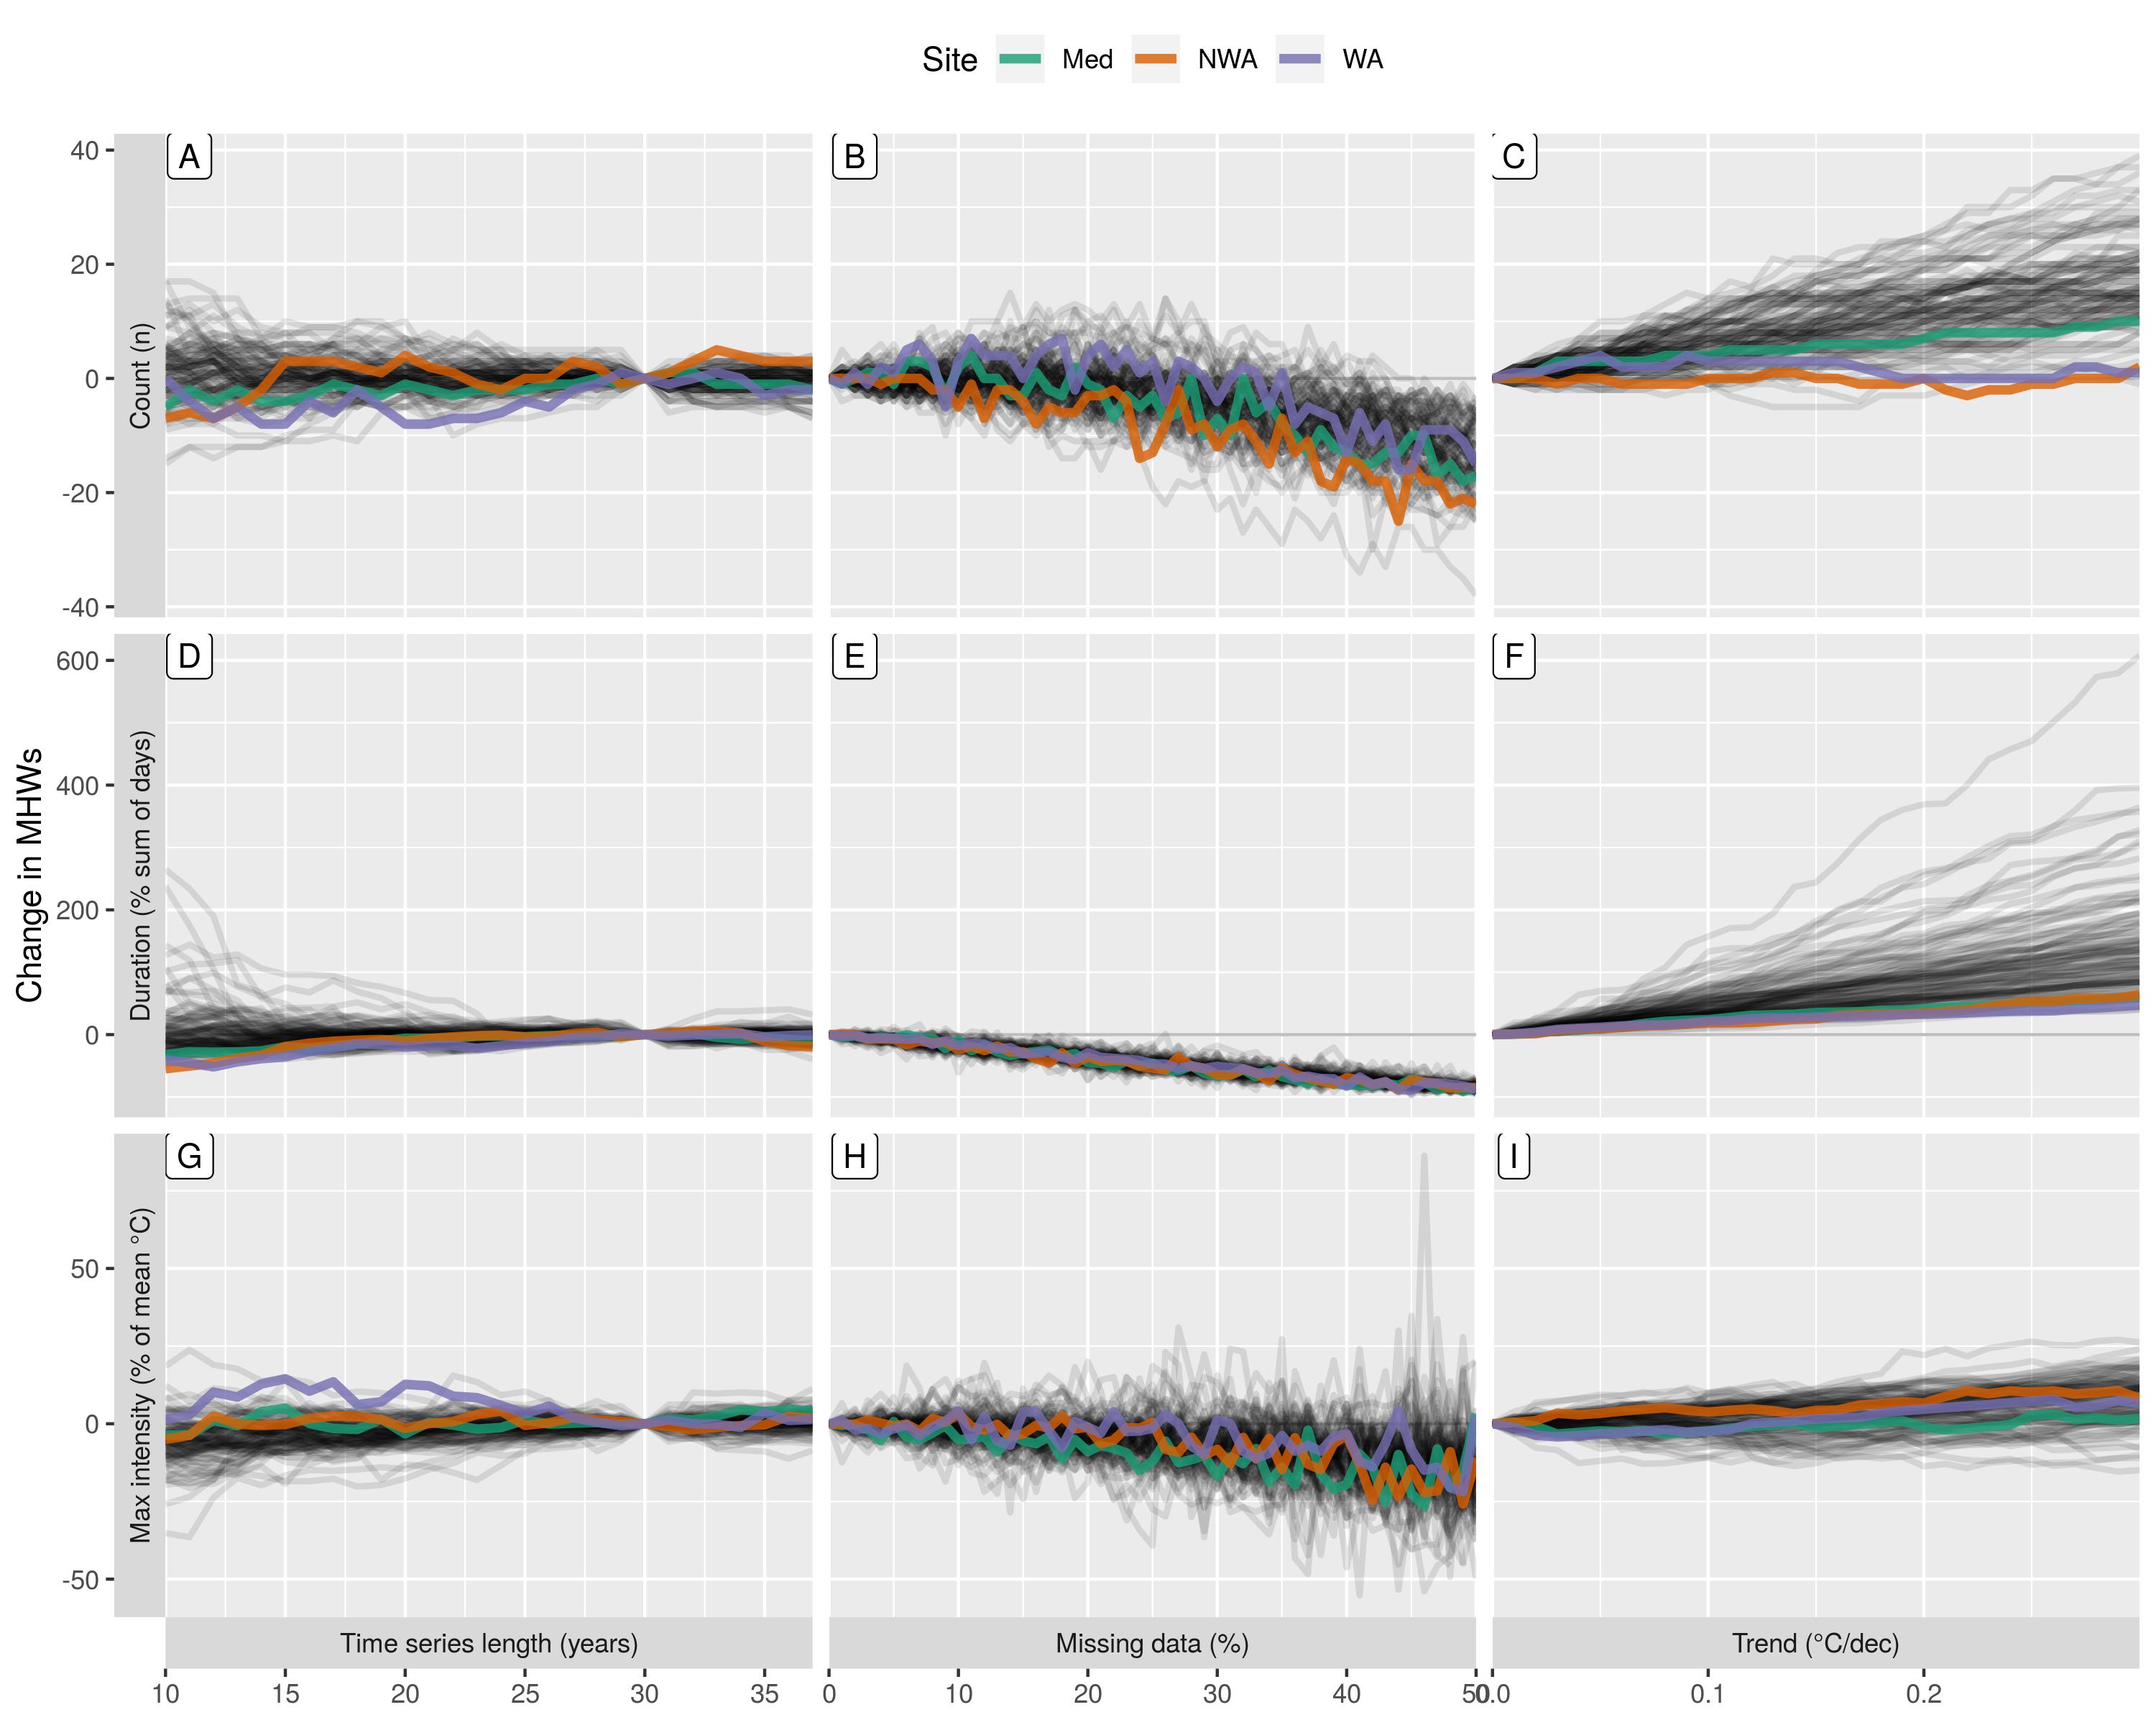 Site Med NWA WA
A B C
40
20
0
-20
-40
Count (n)
D E F
600
400
200
0
Duration (% sum of days)
Change in MHWs
G H I
50
0
-50
Max intensity (% of mean °C)
Time series length (years) Missing data (%) Trend (°C/dec)
10 15 20 25 30 35 0 10 20 30 40 50 0.0 0.1 0.2